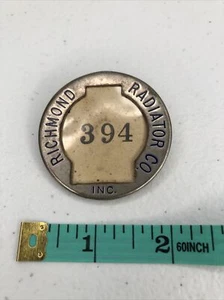 RICHMOND RADIATOR CO
394
INC.
1 2 60INCH